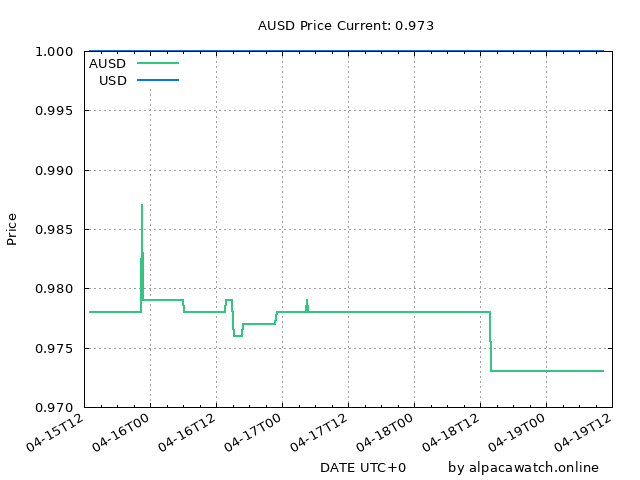 AUSD Price Current: 0.973
1.000
AUSD
USD
0.995
0.990
0.985
Price
0.980
0.975
0.970
04-15T12 04-16T00 04-16T12 04-17T00 04-17T12 04-18T00 04-18T12 04-19T00 04-19T12
DATE UTC+0 by alpacawatch.online